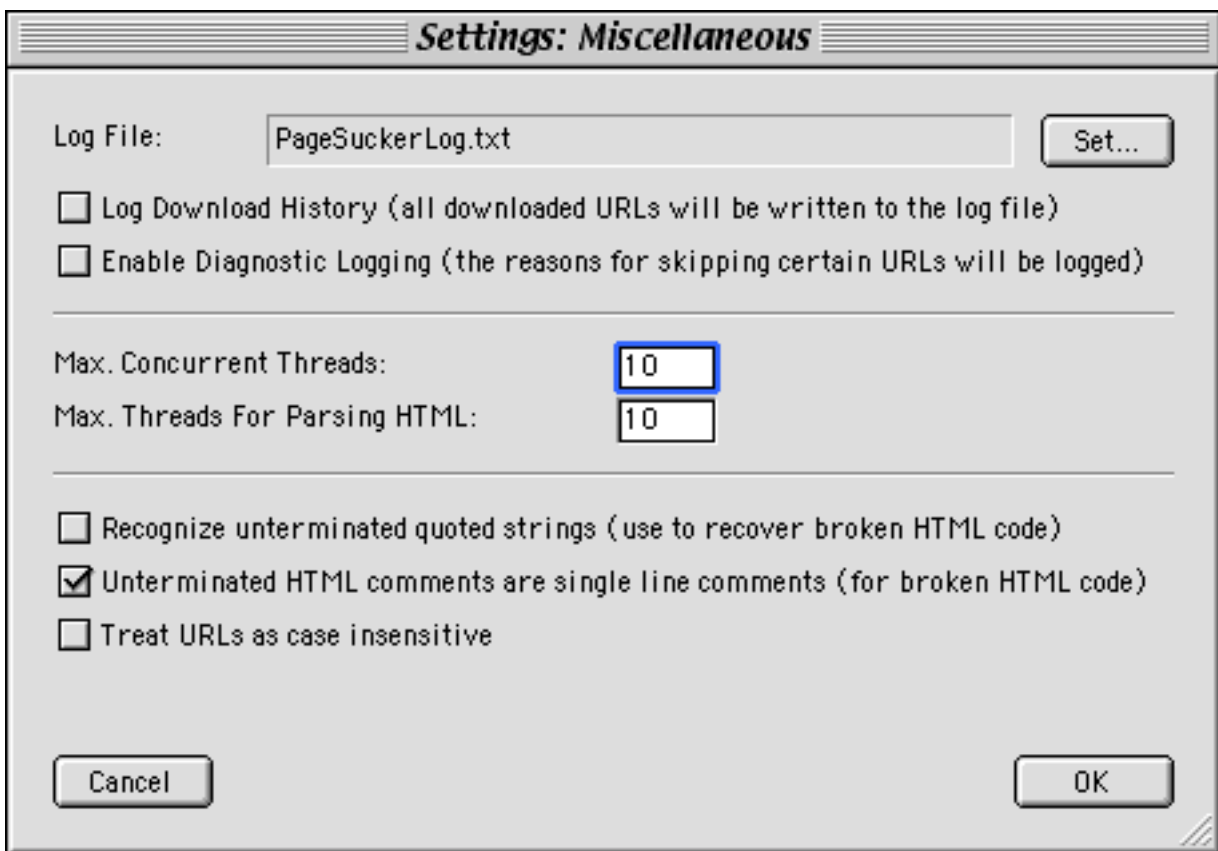 Settings: Miscellaneous
Log File: PageSuckerLog.txt Set...
Log Download History (all downloaded URLs will be written to the log file)
Enable Diagnostic Logging (the reasons for skipping certain URLs will be logged)
Max. Concurrent Threads: 10
Max. Threads For Parsing HTML: 10
Recognize unterminated quoted strings (use to recover broken HTML code)
Unterminated HTML comments are single line comments (for broken HTML code)
Treat URLs as case insensitive
Cancel OK